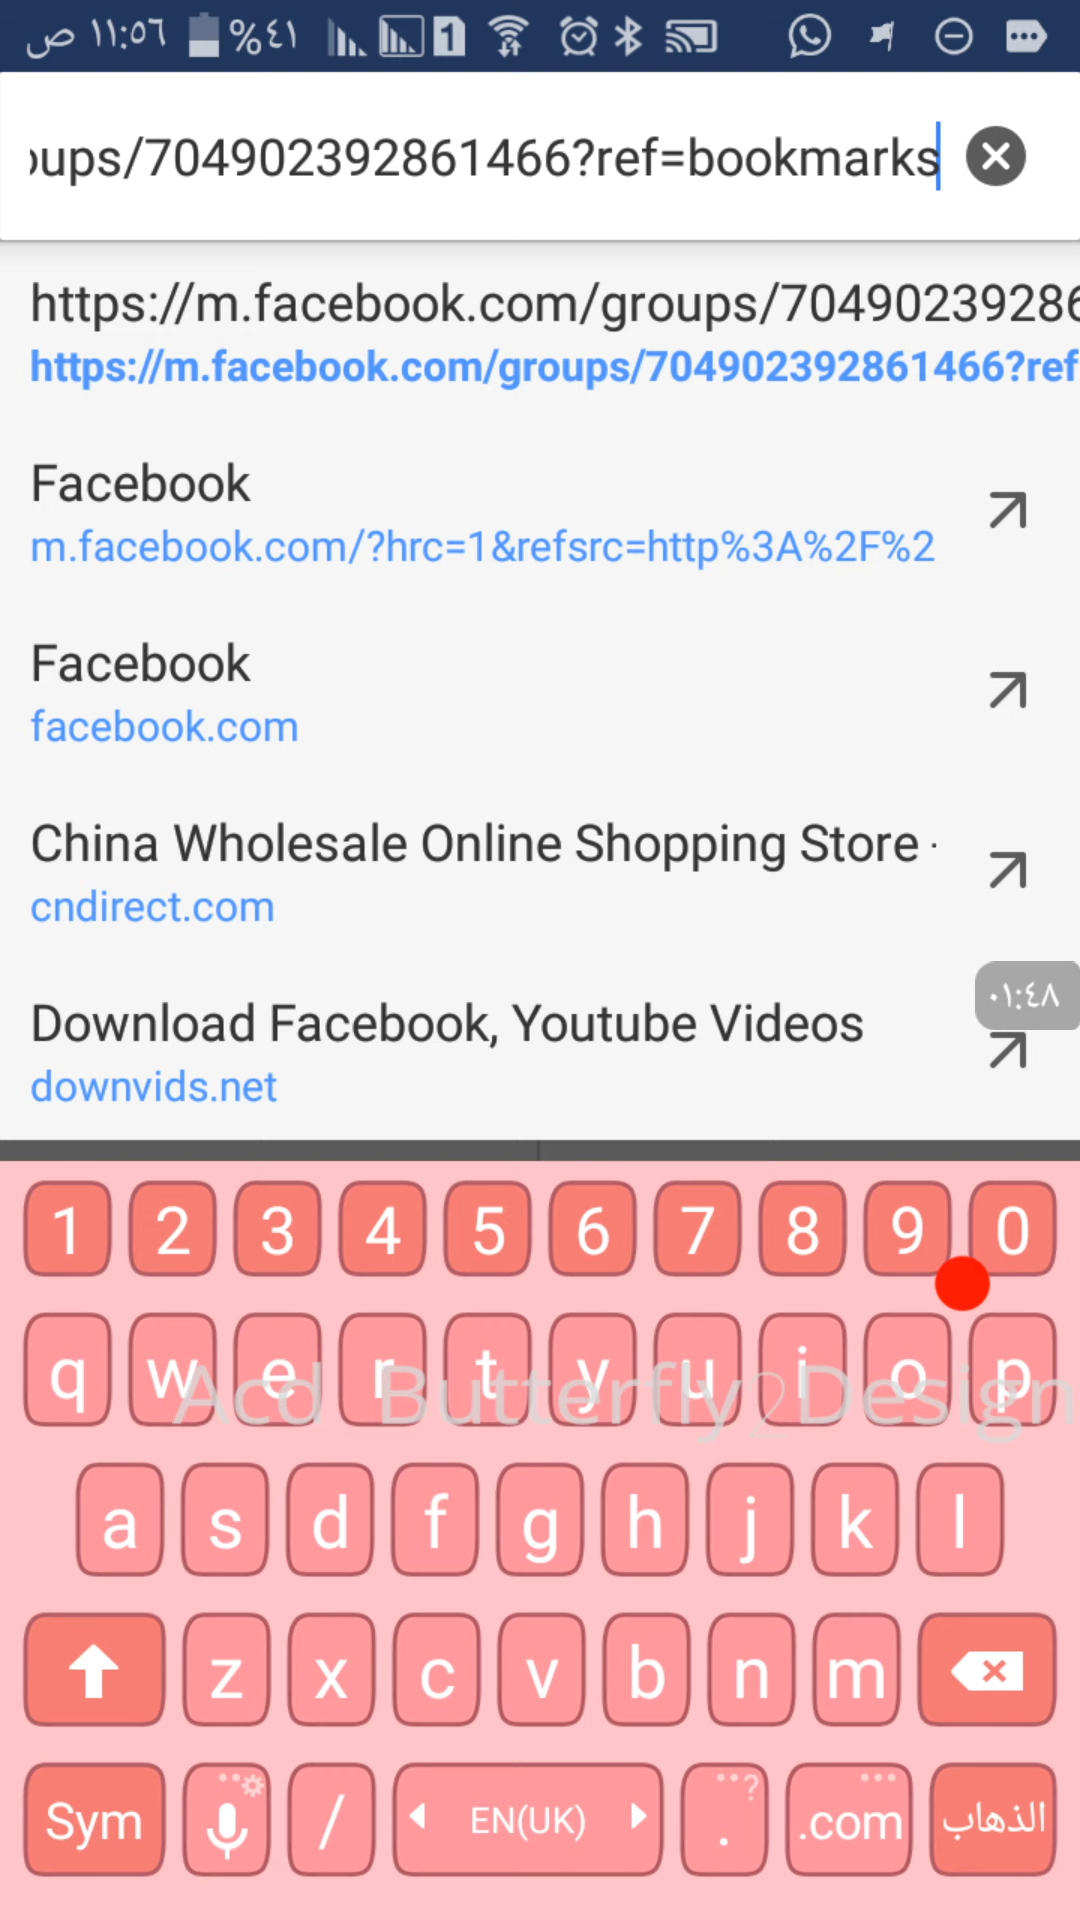 ١١:٥٦ ص %٤١ 1
oups/704902392861466?ref=bookmarks
https://m.facebook.com/groups/70490239286
https://m.facebook.com/groups/704902392861466?ref
Facebook
m.facebook.com/?hrc=1&refsrc=http%3A%2F%2
Facebook
facebook.com
China Wholesale Online Shopping Store -
cndirect.com
٠١:٤٨
Download Facebook, Youtube Videos
downvids.net
1 2 3 4 5 6 7 8 9 0
q w e r t y u i o p
Acd Butterfly2Design
a s d f g h j k l
z x c v b n m
Sym / EN(UK) . ? .com الذهاب